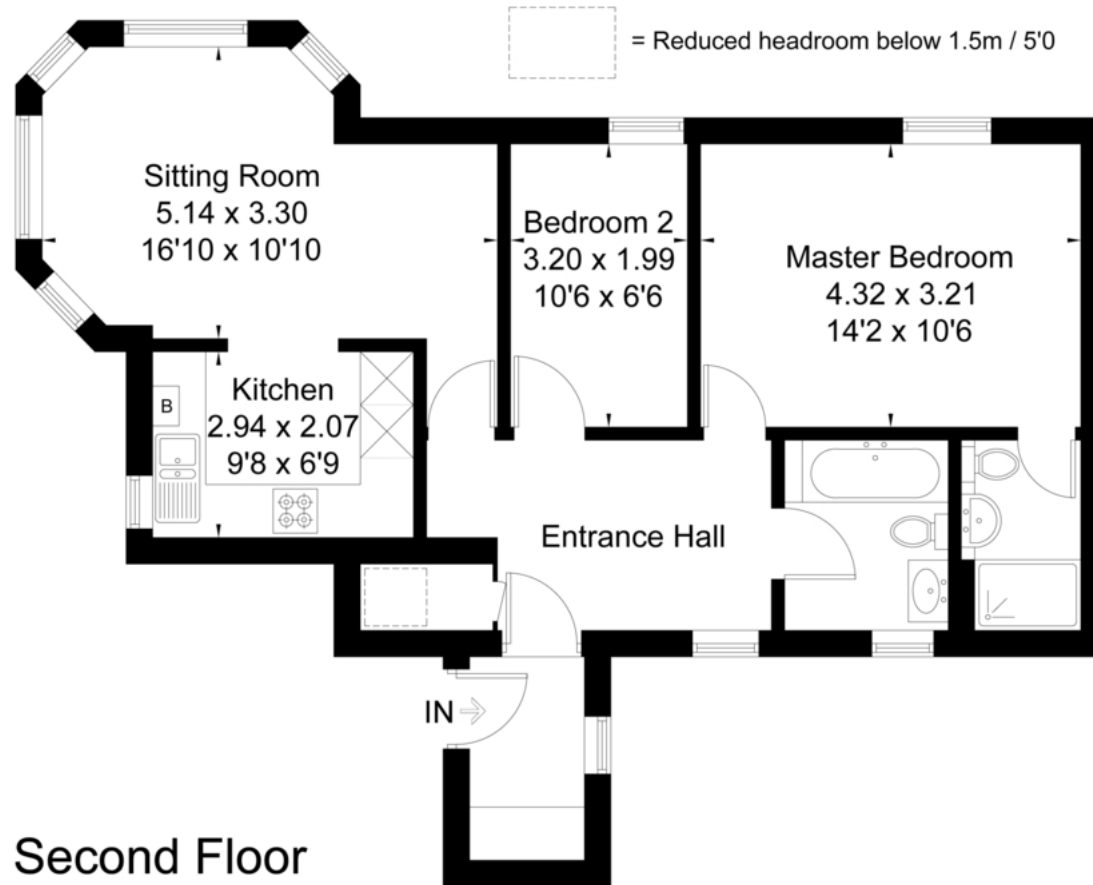 = Reduced headroom below 1.5m / 5'0
Sitting Room
5.14 x 3.30
16'10 x 10'10
Bedroom 2
3.20 x 1.99
10'6 x 6'6
Master Bedroom
4.32 x 3.21
14'2 x 10'6
Kitchen
2.94 x 2.07
9'8 x 6'9
B
Entrance Hall
IN
Second Floor